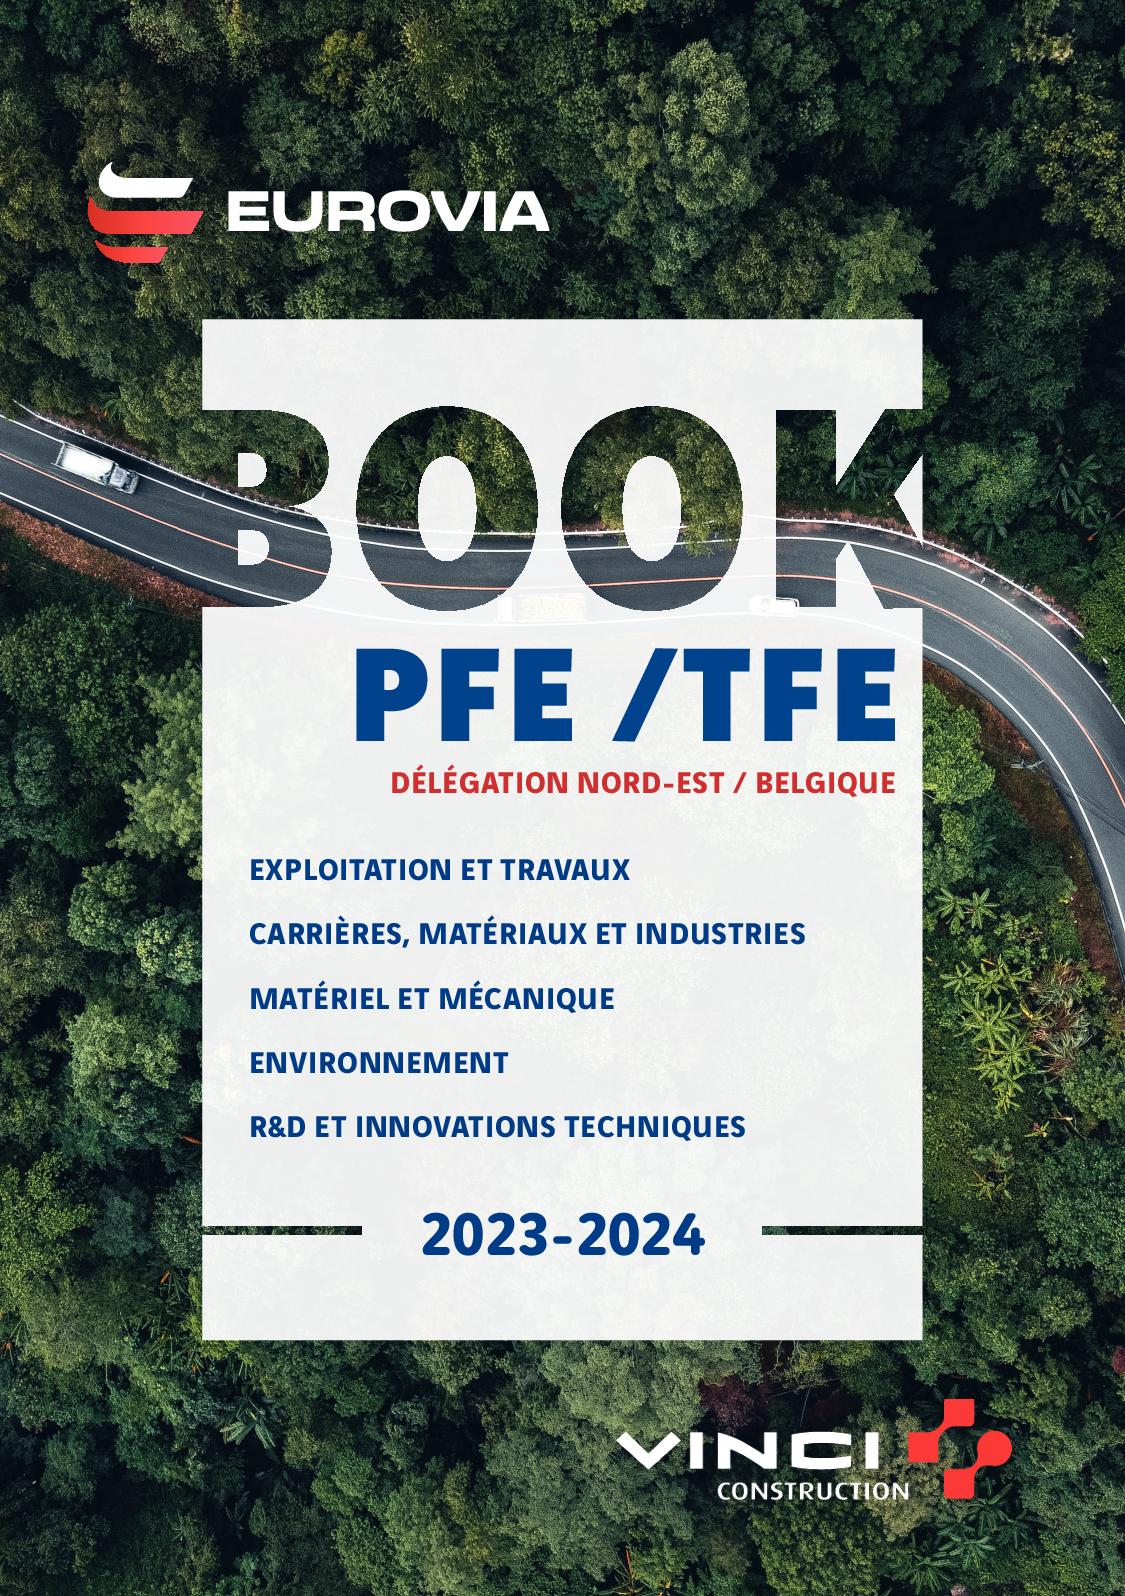 EUROVIA
BOOK
PFE /TFE
DÉLÉGATION NORD-EST / BELGIQUE
EXPLOITATION ET TRAVAUX
CARRIÈRES, MATÉRIAUX ET INDUSTRIES
MATÉRIEL ET MÉCANIQUE
ENVIRONNEMENT
R&D ET INNOVATIONS TECHNIQUES
2023-2024
VINCI
CONSTRUCTION